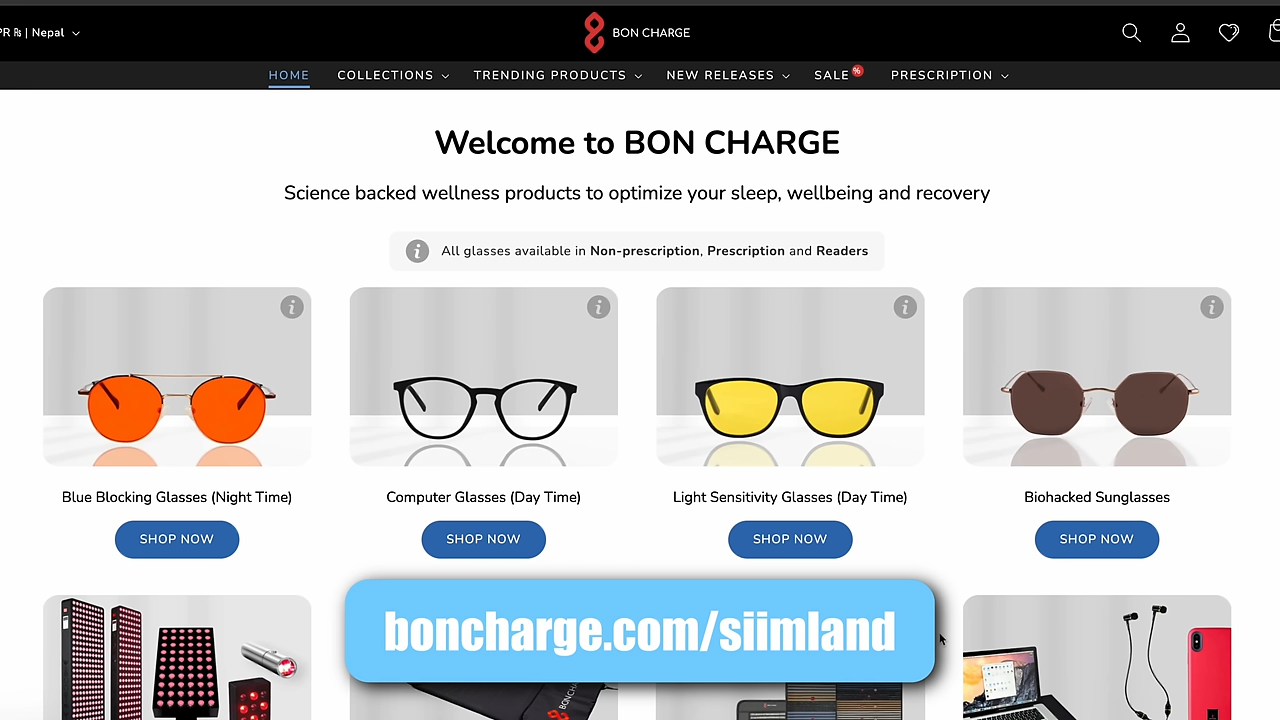 PR ₨ | Nepal
BON CHARGE
HOME
COLLECTIONS
TRENDING PRODUCTS
NEW RELEASES
SALE
%
PRESCRIPTION
Welcome to BON CHARGE
Science backed wellness products to optimize your sleep, wellbeing and recovery
All glasses available in Non-prescription, Prescription and Readers
Blue Blocking Glasses (Night Time)
Computer Glasses (Day Time)
Light Sensitivity Glasses (Day Time)
Biohacked Sunglasses
SHOP NOW
SHOP NOW
SHOP NOW
SHOP NOW
boncharge.com/siimland